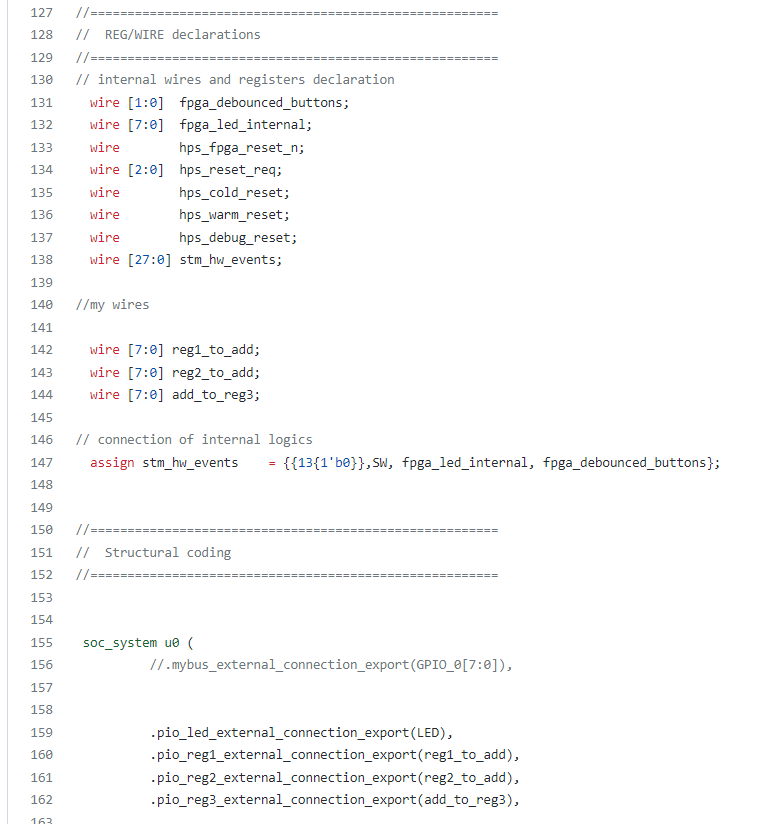 127 //=======================================================
128 //  REG/WIRE declarations
129 //=======================================================
130 // internal wires and registers declaration
131   wire [1:0]  fpga_debounced_buttons;
132   wire [7:0]  fpga_led_internal;
133   wire        hps_fpga_reset_n;
134   wire [2:0]  hps_reset_req;
135   wire        hps_cold_reset;
136   wire        hps_warm_reset;
137   wire        hps_debug_reset;
138   wire [27:0] stm_hw_events;
139
140 //my wires
141
142   wire [7:0] reg1_to_add;
143   wire [7:0] reg2_to_add;
144   wire [7:0] add_to_reg3;
145
146 // connection of internal logics
147   assign stm_hw_events    = {{13{1'b0}},SW, fpga_led_internal, fpga_debounced_buttons};
148
149
150 //=======================================================
151 //  Structural coding
152 //=======================================================
153
154
155  soc_system u0 (
156           //.mybus_external_connection_export(GPIO_0[7:0]),
157
158
159           .pio_led_external_connection_export(LED),
160           .pio_reg1_external_connection_export(reg1_to_add),
161           .pio_reg2_external_connection_export(reg2_to_add),
162           .pio_reg3_external_connection_export(add_to_reg3),
163